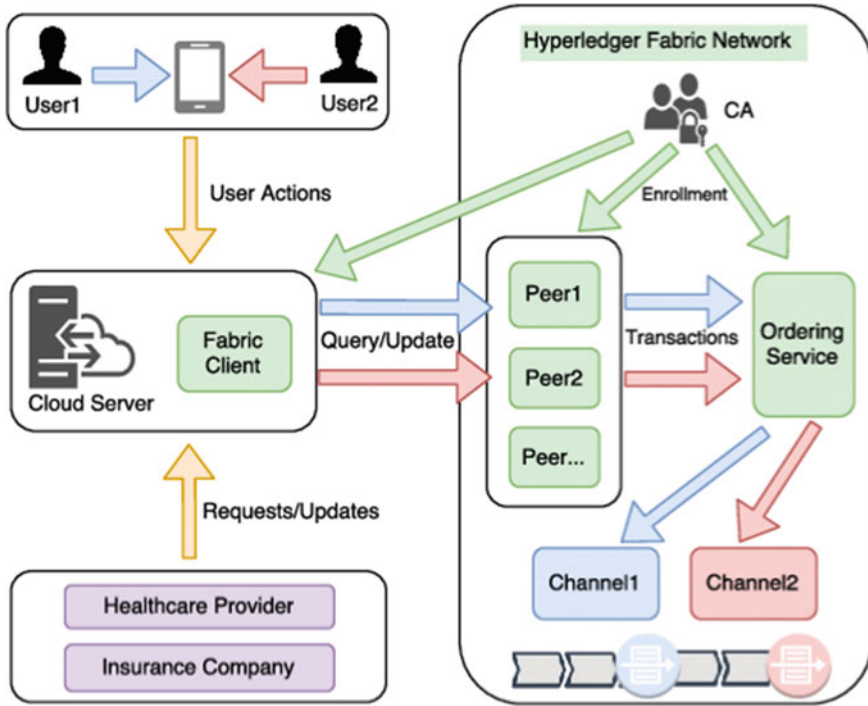 Hyperledger Fabric Network
User1
User2
CA
User Actions
Enrollment
Peer1
Fabric
Client
Query/Update
Transactions
Ordering
Service
Peer2
Cloud Server
Peer...
Requests/Updates
Healthcare Provider
Insurance Company
Channel1
Channel2